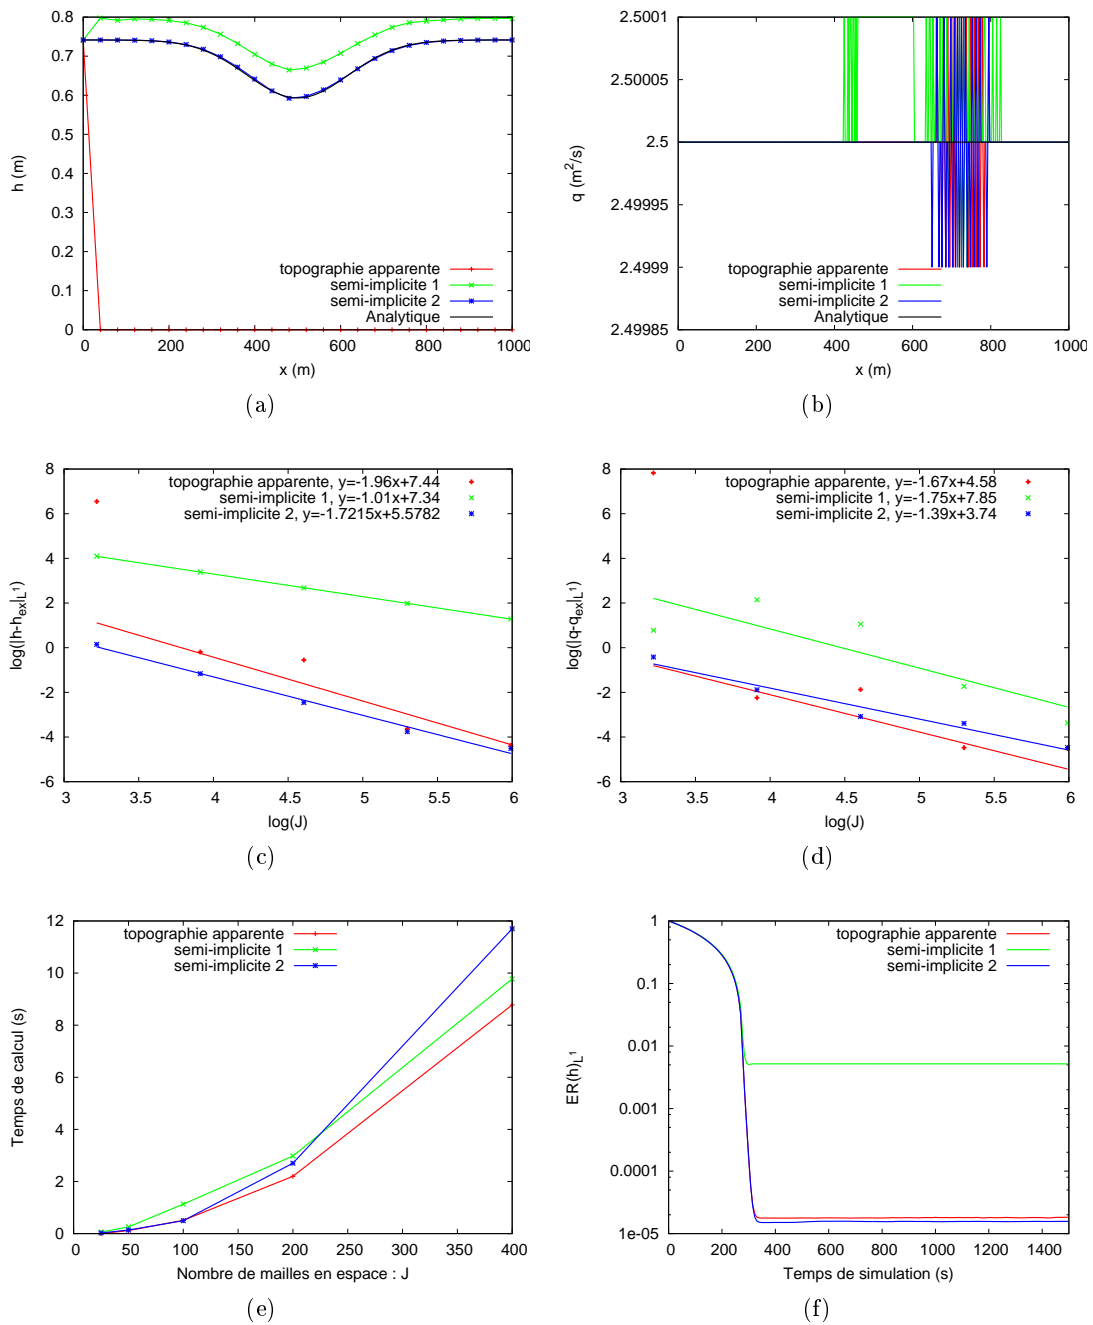 0.8
0.7
0.6
0.5
0.4
0.3
0.2
0.1
0
h (m)
topographie apparente
semi-implicite 1
semi-implicite 2
Analytique
0 200 400 600 800 1000
x (m)
(a)
2.5001
2.50005
2.5
2.49995
2.4999
2.49985
q (m²/s)
topographie apparente
semi-implicite 1
semi-implicite 2
Analytique
0 200 400 600 800 1000
x (m)
(b)
8
6
4
2
0
-2
-4
-6
log(|h-hex|L¹)
topographie apparente, y=-1.96x+7.44
semi-implicite 1, y=-1.01x+7.34
semi-implicite 2, y=-1.7215x+5.5782
3 3.5 4 4.5 5 5.5 6
log(J)
(c)
8
6
4
2
0
-2
-4
-6
log(|q-qex|L¹)
topographie apparente, y=-1.67x+4.58
semi-implicite 1, y=-1.75x+7.85
semi-implicite 2, y=-1.39x+3.74
3 3.5 4 4.5 5 5.5 6
log(J)
(d)
12
10
8
6
4
2
0
Temps de calcul (s)
topographie apparente
semi-implicite 1
semi-implicite 2
0 50 100 150 200 250 300 350 400
Nombre de mailles en espace : J
(e)
1
0.1
0.01
0.001
0.0001
1e-05
ER(h)L¹
topographie apparente
semi-implicite 1
semi-implicite 2
0 200 400 600 800 1000 1200 1400
Temps de simulation (s)
(f)